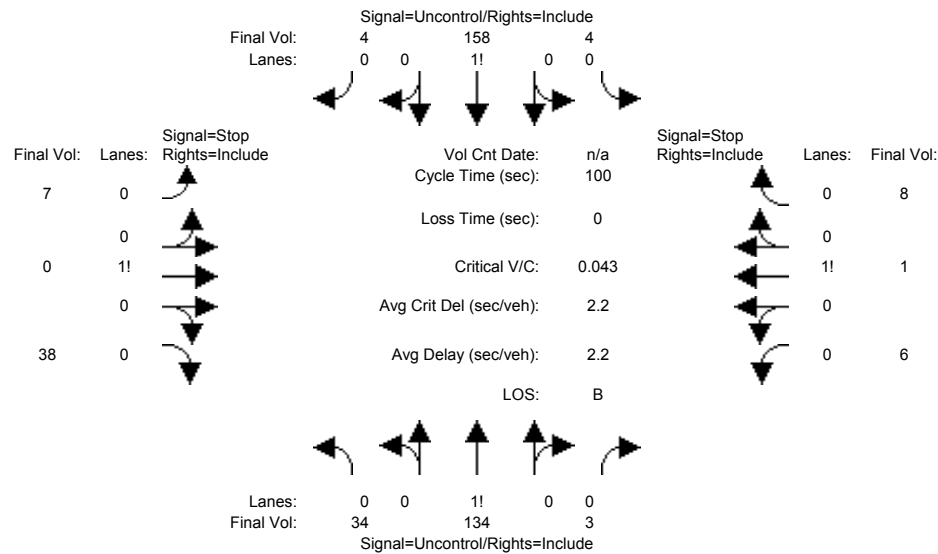 Signal=Uncontrol/Rights=Include
Final Vol: 4 158 4
Lanes: 0 0 1! 0 0
Signal=Stop
Final Vol: Lanes: Rights=Include
Vol Cnt Date: n/a
Signal=Stop
Rights=Include Lanes: Final Vol:
Cycle Time (sec): 100
7 0
0 8
Loss Time (sec): 0
0
0
0 1!
Critical V/C: 0.043
1! 1
0
Avg Crit Del (sec/veh): 2.2
0
38 0
Avg Delay (sec/veh): 2.2
0 6
LOS: B
Lanes: 0 0 1! 0 0
Final Vol: 34 134 3
Signal=Uncontrol/Rights=Include